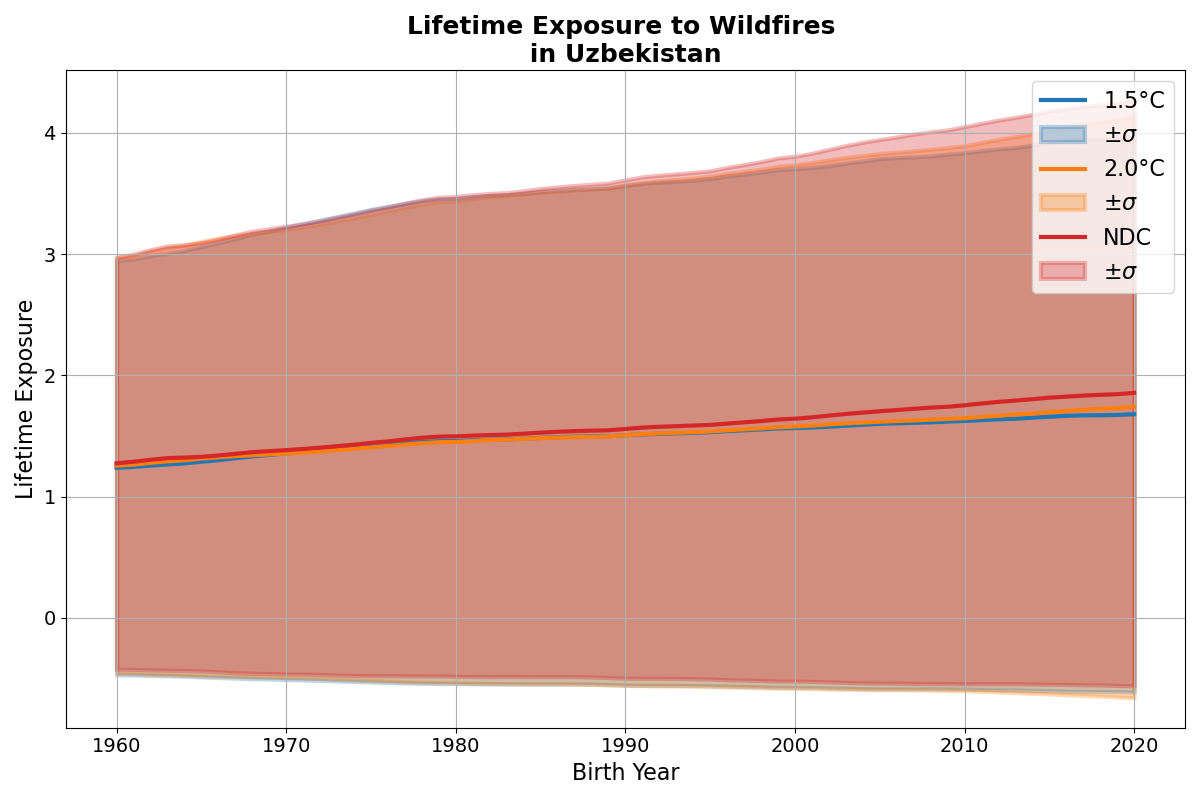 Lifetime Exposure to Wildfires
in Uzbekistan
4
3
2
1
0
Lifetime Exposure
1.5°C
±σ
2.0°C
±σ
NDC
±σ
1960 1970 1980 1990 2000 2010 2020
Birth Year